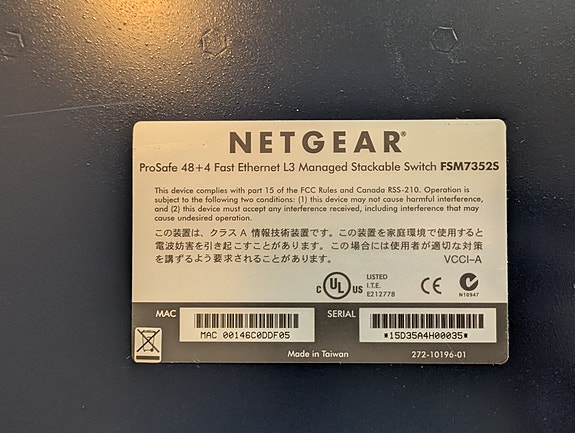 NETGEAR®
ProSafe 48+4 Fast Ethernet L3 Managed Stackable Switch FSM7352S
This device complies with part 15 of the FCC Rules and Canada RSS-210. Operation is
subject to the following two conditions: (1) this device may not cause harmful interference,
and (2) this device must accept any interference received, including interference that may
cause undesired operation.
この装置は、クラス A 情報技術装置です。この装置を家庭環境で使用すると
電波妨害を引き起こすことがあります。この場合には使用者が適切な対策
を講ずるよう要求されることがあります。
VCCI-A
C UL US LISTED
I.T.E.
E212778
CE
N10947
MAC
MAC 00146C0DDF05
SERIAL
*15D35A4H00035*
Made in Taiwan
272-10196-01